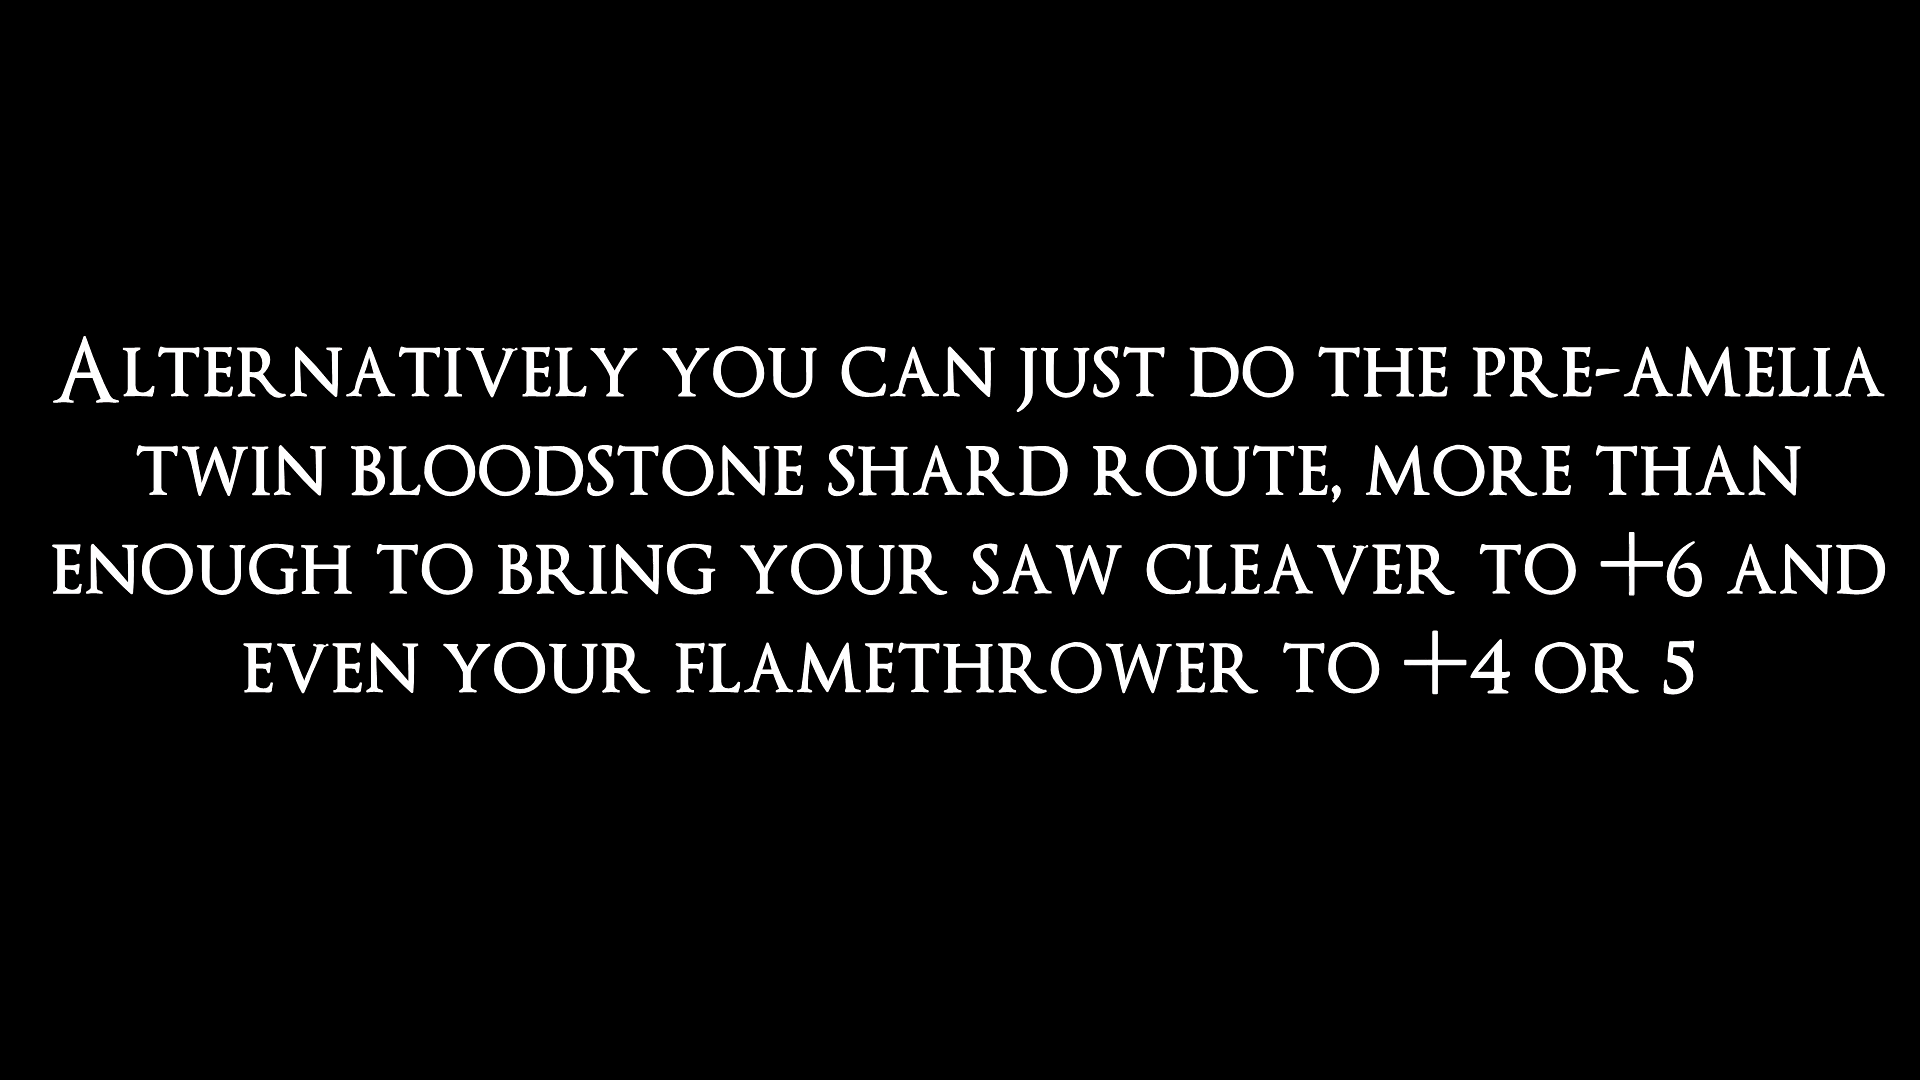 Alternatively you can just do the pre-amelia
twin bloodstone shard route, more than
enough to bring your saw cleaver to +6 and
even your flamethrower to +4 or 5